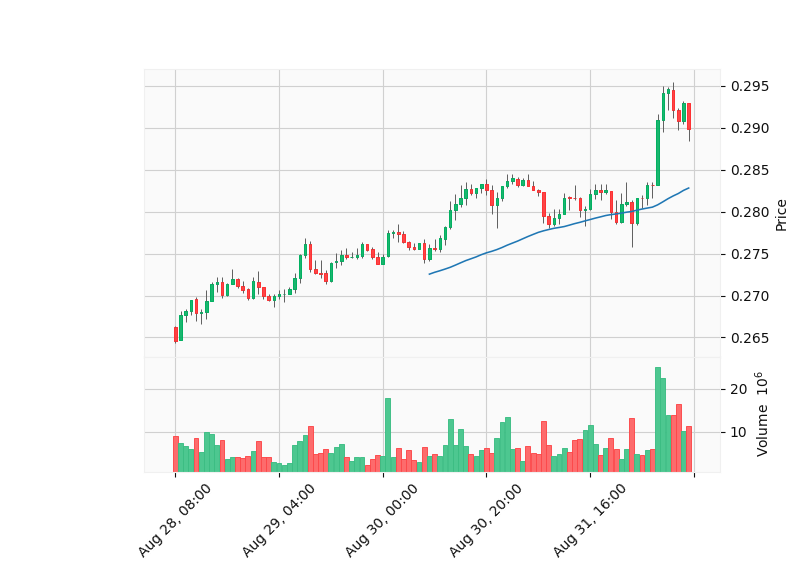 0.295
0.290
0.285
0.280
0.275
0.270
0.265
Price
20
10
Volume 10⁶
Aug 28, 08:00
Aug 29, 04:00
Aug 30, 00:00
Aug 30, 20:00
Aug 31, 16:00